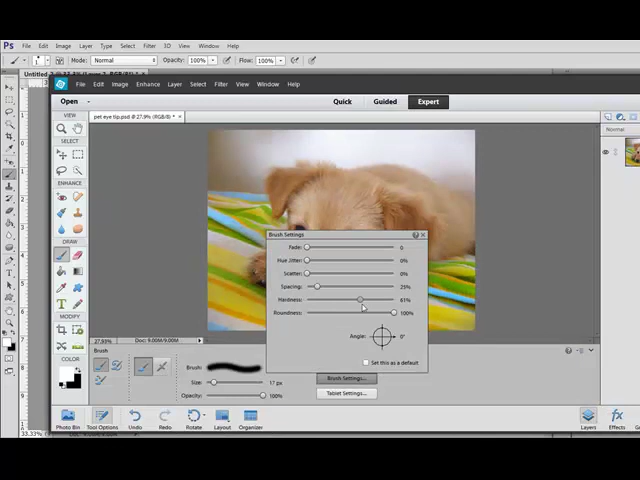 Ps File Edit Image Layer Type Select Filter 3D View Window Help
Mode: Normal Opacity: 100% Flow: 100%
File Edit Image Enhance Layer Select Filter View Window Help
Open Quick Guided Expert
VIEW pet eye tip.psd @ 27.9% (RGB/8) * ×
Normal
SELECT
ENHANCE
DRAW
MODIFY
COLOR
Brush Settings
Fade: 0
Hue Jitter: 0%
Scatter: 0%
Spacing: 25%
Hardness: 61%
Roundness: 100%
Angle: 0°
Set this as a default
27.93% Doc: 9.00M/9.00M
Brush
Brush:
Size: 17 px
Opacity: 100%
Brush Settings...
Tablet Settings...
Photo Bin Tool Options Undo Redo Rotate Layout Organizer Layers Effects
33.33%